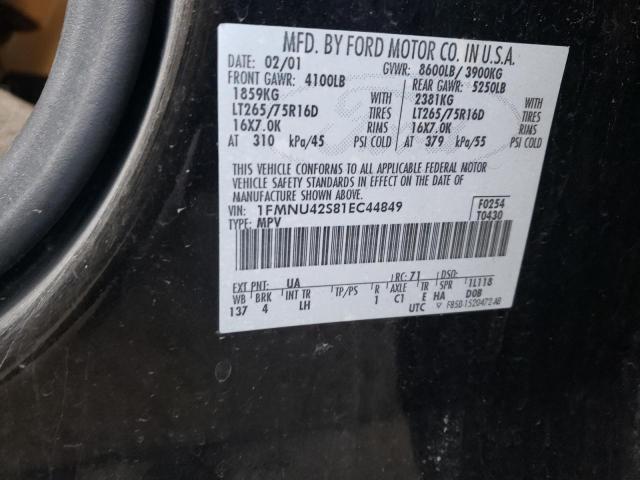 MFD. BY FORD MOTOR CO. IN U.S.A.
DATE: 02/01 GVWR: 8600LB/ 3900KG
FRONT GAWR: 4100LB REAR GAWR: 5250LB
1859KG WITH 2381KG WITH
LT265/75R16D TIRES LT265/75R16D TIRES
16X7.0K RIMS 16X7.0K RIMS
AT 310 kPa/45 PSI COLD AT 379 kPa/55 PSI COLD
THIS VEHICLE CONFORMS TO ALL APPLICABLE FEDERAL MOTOR
VEHICLE SAFETY STANDARDS IN EFFECT ON THE DATE OF
MANUFACTURE SHOWN ABOVE.
VIN: 1FMNU42S81EC44849 F0254
TYPE: MPV T0430
EXT PNT: UA RC: 71 DSO:
WB BRK INT TR TP/PS R AXLE TR SPR 1L118
137 4 LH 1 C1 E HA DOB
UTC F85B-1520472-AB